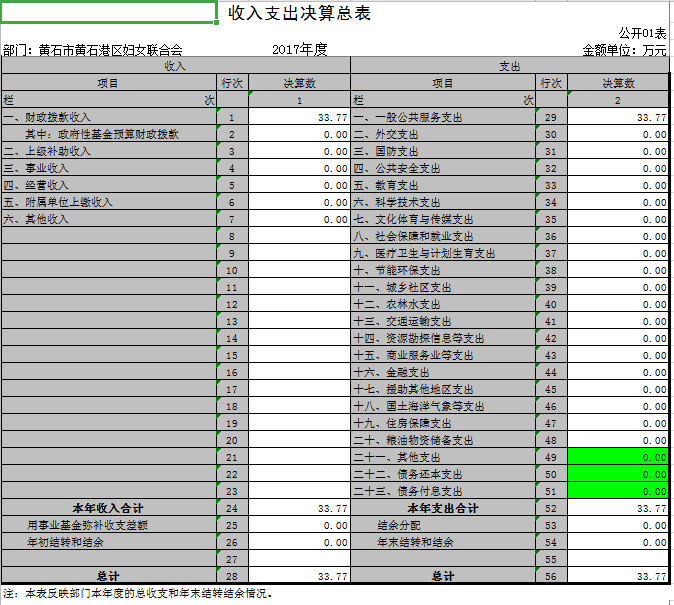 收入支出决算总表
公开01表
部门：黄石市黄石港区妇女联合会 2017年度 金额单位：万元
收入 支出
项目 行次 决算数 项目 行次 决算数
栏 次 1 栏 次 2
一、财政拨款收入 1 33.77 一、一般公共服务支出 29 33.77
其中：政府性基金预算财政拨款 2 0.00 二、外交支出 30 0.00
二、上级补助收入 3 0.00 三、国防支出 31 0.00
三、事业收入 4 0.00 四、公共安全支出 32 0.00
四、经营收入 5 0.00 五、教育支出 33 0.00
五、附属单位上缴收入 6 0.00 六、科学技术支出 34 0.00
六、其他收入 7 0.00 七、文化体育与传媒支出 35 0.00
8 八、社会保障和就业支出 36 0.00
9 九、医疗卫生与计划生育支出 37 0.00
10 十、节能环保支出 38 0.00
11 十一、城乡社区支出 39 0.00
12 十二、农林水支出 40 0.00
13 十三、交通运输支出 41 0.00
14 十四、资源勘探信息等支出 42 0.00
15 十五、商业服务业等支出 43 0.00
16 十六、金融支出 44 0.00
17 十七、援助其他地区支出 45 0.00
18 十八、国土海洋气象等支出 46 0.00
19 十九、住房保障支出 47 0.00
20 二十、粮油物资储备支出 48 0.00
21 二十一、其他支出 49 0.00
22 二十二、债务还本支出 50 0.00
23 二十三、债务付息支出 51 0.00
本年收入合计 24 33.77 本年支出合计 52 33.77
用事业基金弥补收支差额 25 0.00 结余分配 53 0.00
年初结转和结余 26 0.00 年末结转和结余 54 0.00
27 55
总计 28 33.77 总计 56 33.77
注：本表反映部门本年度的总收支和年末结转结余情况。